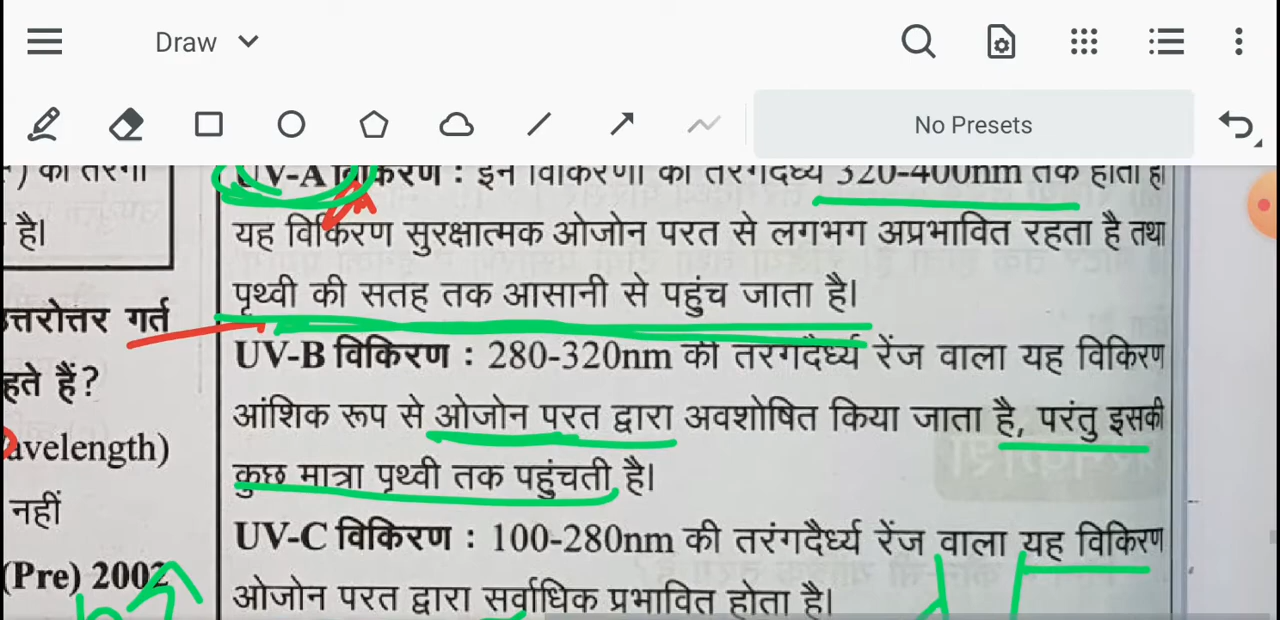 Draw
No Presets
को तरंगा
है।
त्तरोत्तर गर्त
हते हैं?
avelength)
नहीं
(Pre) 2002
UV-A विकिरण : इन विकिरणों की तरंगदैर्ध्य 320-400nm तक होता है।
यह विकिरण सुरक्षात्मक ओजोन परत से लगभग अप्रभावित रहता है तथा
पृथ्वी की सतह तक आसानी से पहुंच जाता है।
UV-B विकिरण : 280-320nm की तरगदैर्ध्य रेंज वाला यह विकिरण
आंशिक रूप से ओजोन परत द्वारा अवशोषित किया जाता है, परंतु इसकी
कुछ मात्रा पृथ्वी तक पहुंचती है।
UV-C विकिरण : 100-280nm की तरंगदैर्ध्य रेंज वाला यह विकिरण
ओजोन परत द्वारा सर्वाधिक प्रभावित होता है।